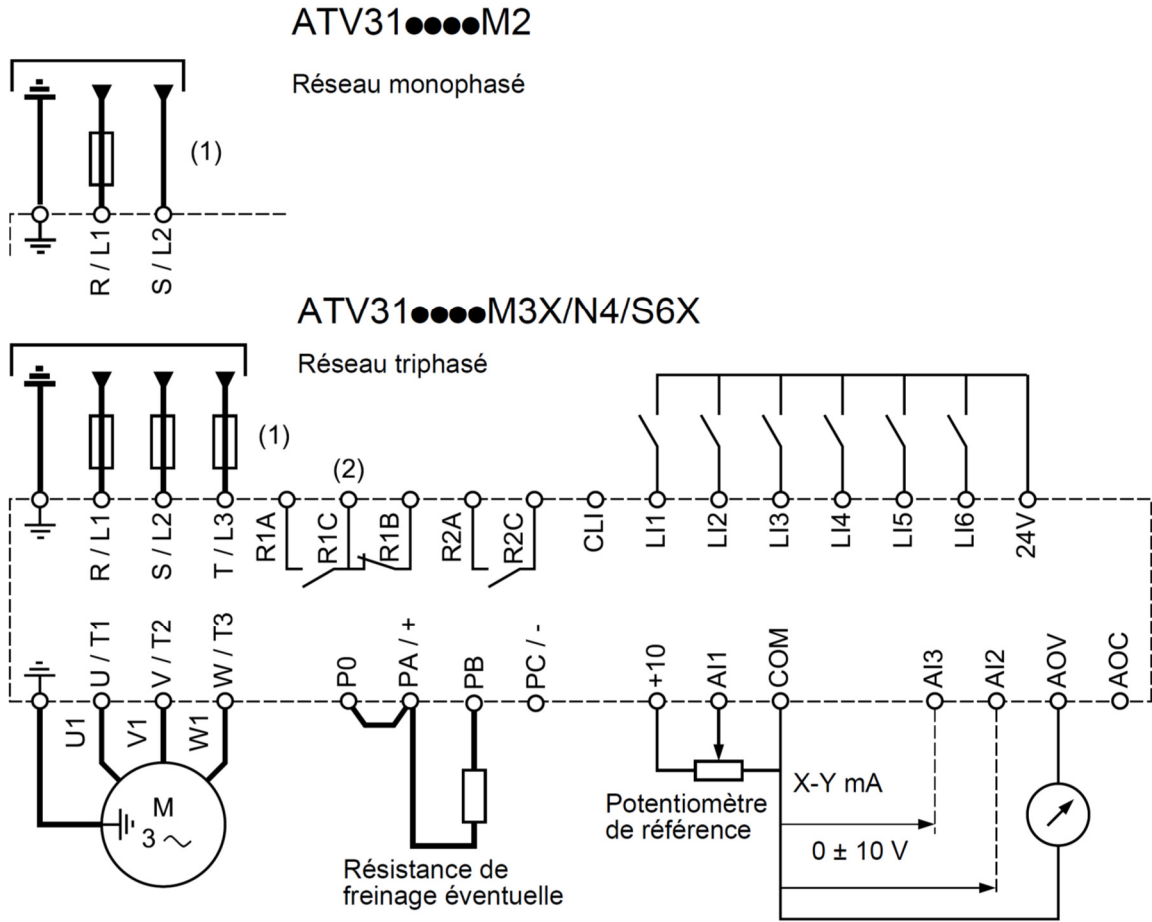 ATV31●●●●M2
Réseau monophasé
(1)
R / L1
S / L2
ATV31●●●●M3X/N4/S6X
Réseau triphasé
(1)
(2)
R / L1
S / L2
T / L3
R1A
R1C
R1B
R2A
R2C
CLI
LI1
LI2
LI3
LI4
LI5
LI6
24V
U / T1
V / T2
W / T3
P0
PA / +
PB
PC / -
+10
AI1
COM
AI3
AI2
AOV
AOC
U1
V1
W1
M
3 ~
X-Y mA
Potentiomètre
de référence
0 ± 10 V
Résistance de
freinage éventuelle